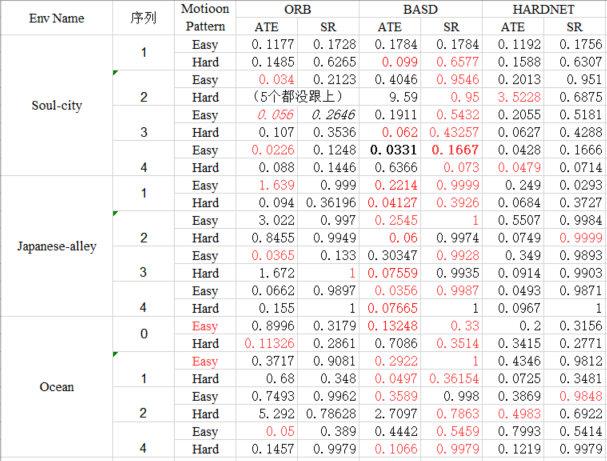 Env Name 序列 Motioon Pattern ORB BASD HARDNET
ATE SR ATE SR ATE SR
Soul-city 1 Easy 0.1177 0.1728 0.1784 0.1784 0.1192 0.1756
Hard 0.1485 0.6265 0.099 0.6577 0.1588 0.6307
2 Easy 0.034 0.2123 0.4046 0.9546 0.2013 0.951
Hard (5个都没跟上) 9.59 0.95 3.5228 0.6875
3 Easy 0.056 0.2646 0.1911 0.5432 0.2055 0.5181
Hard 0.107 0.3536 0.062 0.43257 0.0627 0.4288
4 Easy 0.0226 0.1248 0.0331 0.1667 0.0428 0.1666
Hard 0.088 0.1446 0.6366 0.073 0.0479 0.0714
Japanese-alley 1 Easy 1.639 0.999 0.2214 0.9999 0.249 0.0293
Hard 0.094 0.36196 0.04127 0.3926 0.0684 0.3727
2 Easy 3.022 0.997 0.2545 1 0.5507 0.9984
Hard 0.8455 0.9949 0.06 0.9974 0.0749 0.9999
3 Easy 0.0365 0.133 0.30347 0.9928 0.349 0.9893
Hard 1.672 1 0.07559 0.9935 0.0914 0.9903
4 Easy 0.0662 0.9897 0.0356 0.9987 0.0493 0.9871
Hard 0.155 1 0.07665 1 0.0967 1
Ocean 0 Easy 0.8996 0.3179 0.13248 0.33 0.2 0.3156
Hard 0.11326 0.2861 0.7086 0.3514 0.3415 0.2771
1 Easy 0.3717 0.9081 0.2922 1 0.4346 0.9812
Hard 0.68 0.348 0.0497 0.36154 0.0725 0.3481
2 Easy 0.7493 0.9962 0.3589 0.998 0.3869 0.9848
Hard 5.292 0.78628 2.7097 0.7863 0.4983 0.6922
4 Easy 0.05 0.389 0.4442 0.5459 0.7993 0.5414
Hard 0.1457 0.9979 0.1066 0.9979 0.1219 0.9979